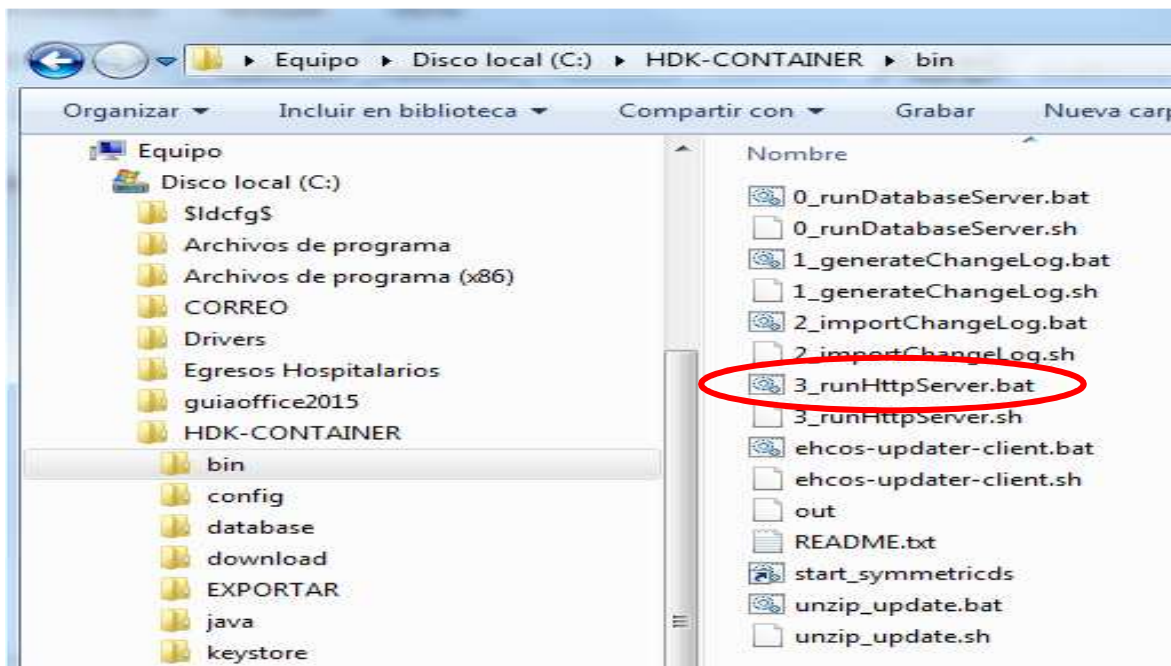 Equipo Disco local (C:) HDK-CONTAINER bin
Organizar Incluir en biblioteca Compartir con Grabar Nueva carp
Equipo
Disco local (C:)
$ldcfg$
Archivos de programa
Archivos de programa (x86)
CORREO
Drivers
Egresos Hospitalarios
guiaoffice2015
HDK-CONTAINER
bin
config
database
download
EXPORTAR
java
keystore
Nombre
0_runDatabaseServer.bat
0_runDatabaseServer.sh
1_generateChangeLog.bat
1_generateChangeLog.sh
2_importChangeLog.bat
2_importChangeLog.sh
3_runHttpServer.bat
3_runHttpServer.sh
ehcos-updater-client.bat
ehcos-updater-client.sh
out
README.txt
start_symmetricds
unzip_update.bat
unzip_update.sh